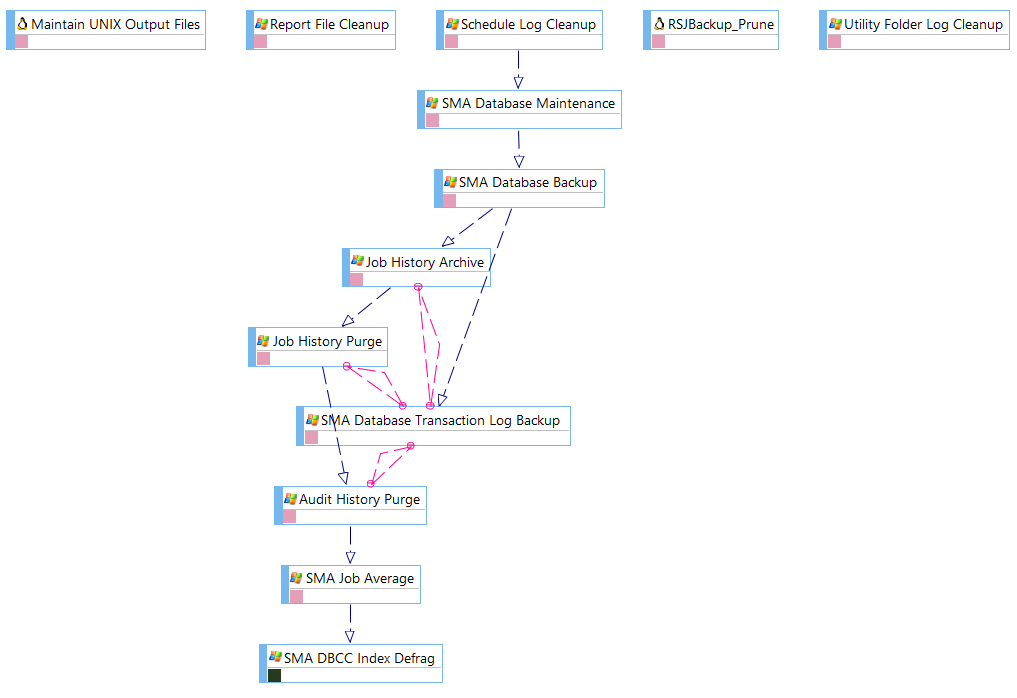 Maintain UNIX Output Files
Report File Cleanup
Schedule Log Cleanup
RSJBackup_Prune
Utility Folder Log Cleanup
SMA Database Maintenance
SMA Database Backup
Job History Archive
Job History Purge
SMA Database Transaction Log Backup
Audit History Purge
SMA Job Average
SMA DBCC Index Defrag